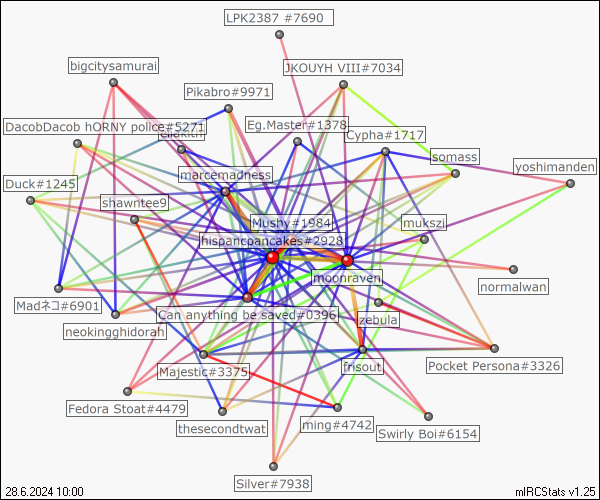 LPK2387 #7690
bigcitysamurai
JKOUYH VIII#7034
Pikabro#9971
DacobDacob hORNY police#5271
Eg.Master#1378
Cypha#1717
somass
yoshimanden
marcemadness
Duck#1245
shawntee9
Mushy#1984
mukszi
hispancpancakes#2928
moonraven
normalwan
Madネコ#6901
neokingghidorah
Can anything be saved#0396
zebula
Majestic#3375
frisout
Pocket Persona#3326
Fedora Stoat#4479
thesecondtwat
ming#4742
Swirly Boi#6154
Silver#7938
28.6.2024 10:00
mIRCStats v1.25